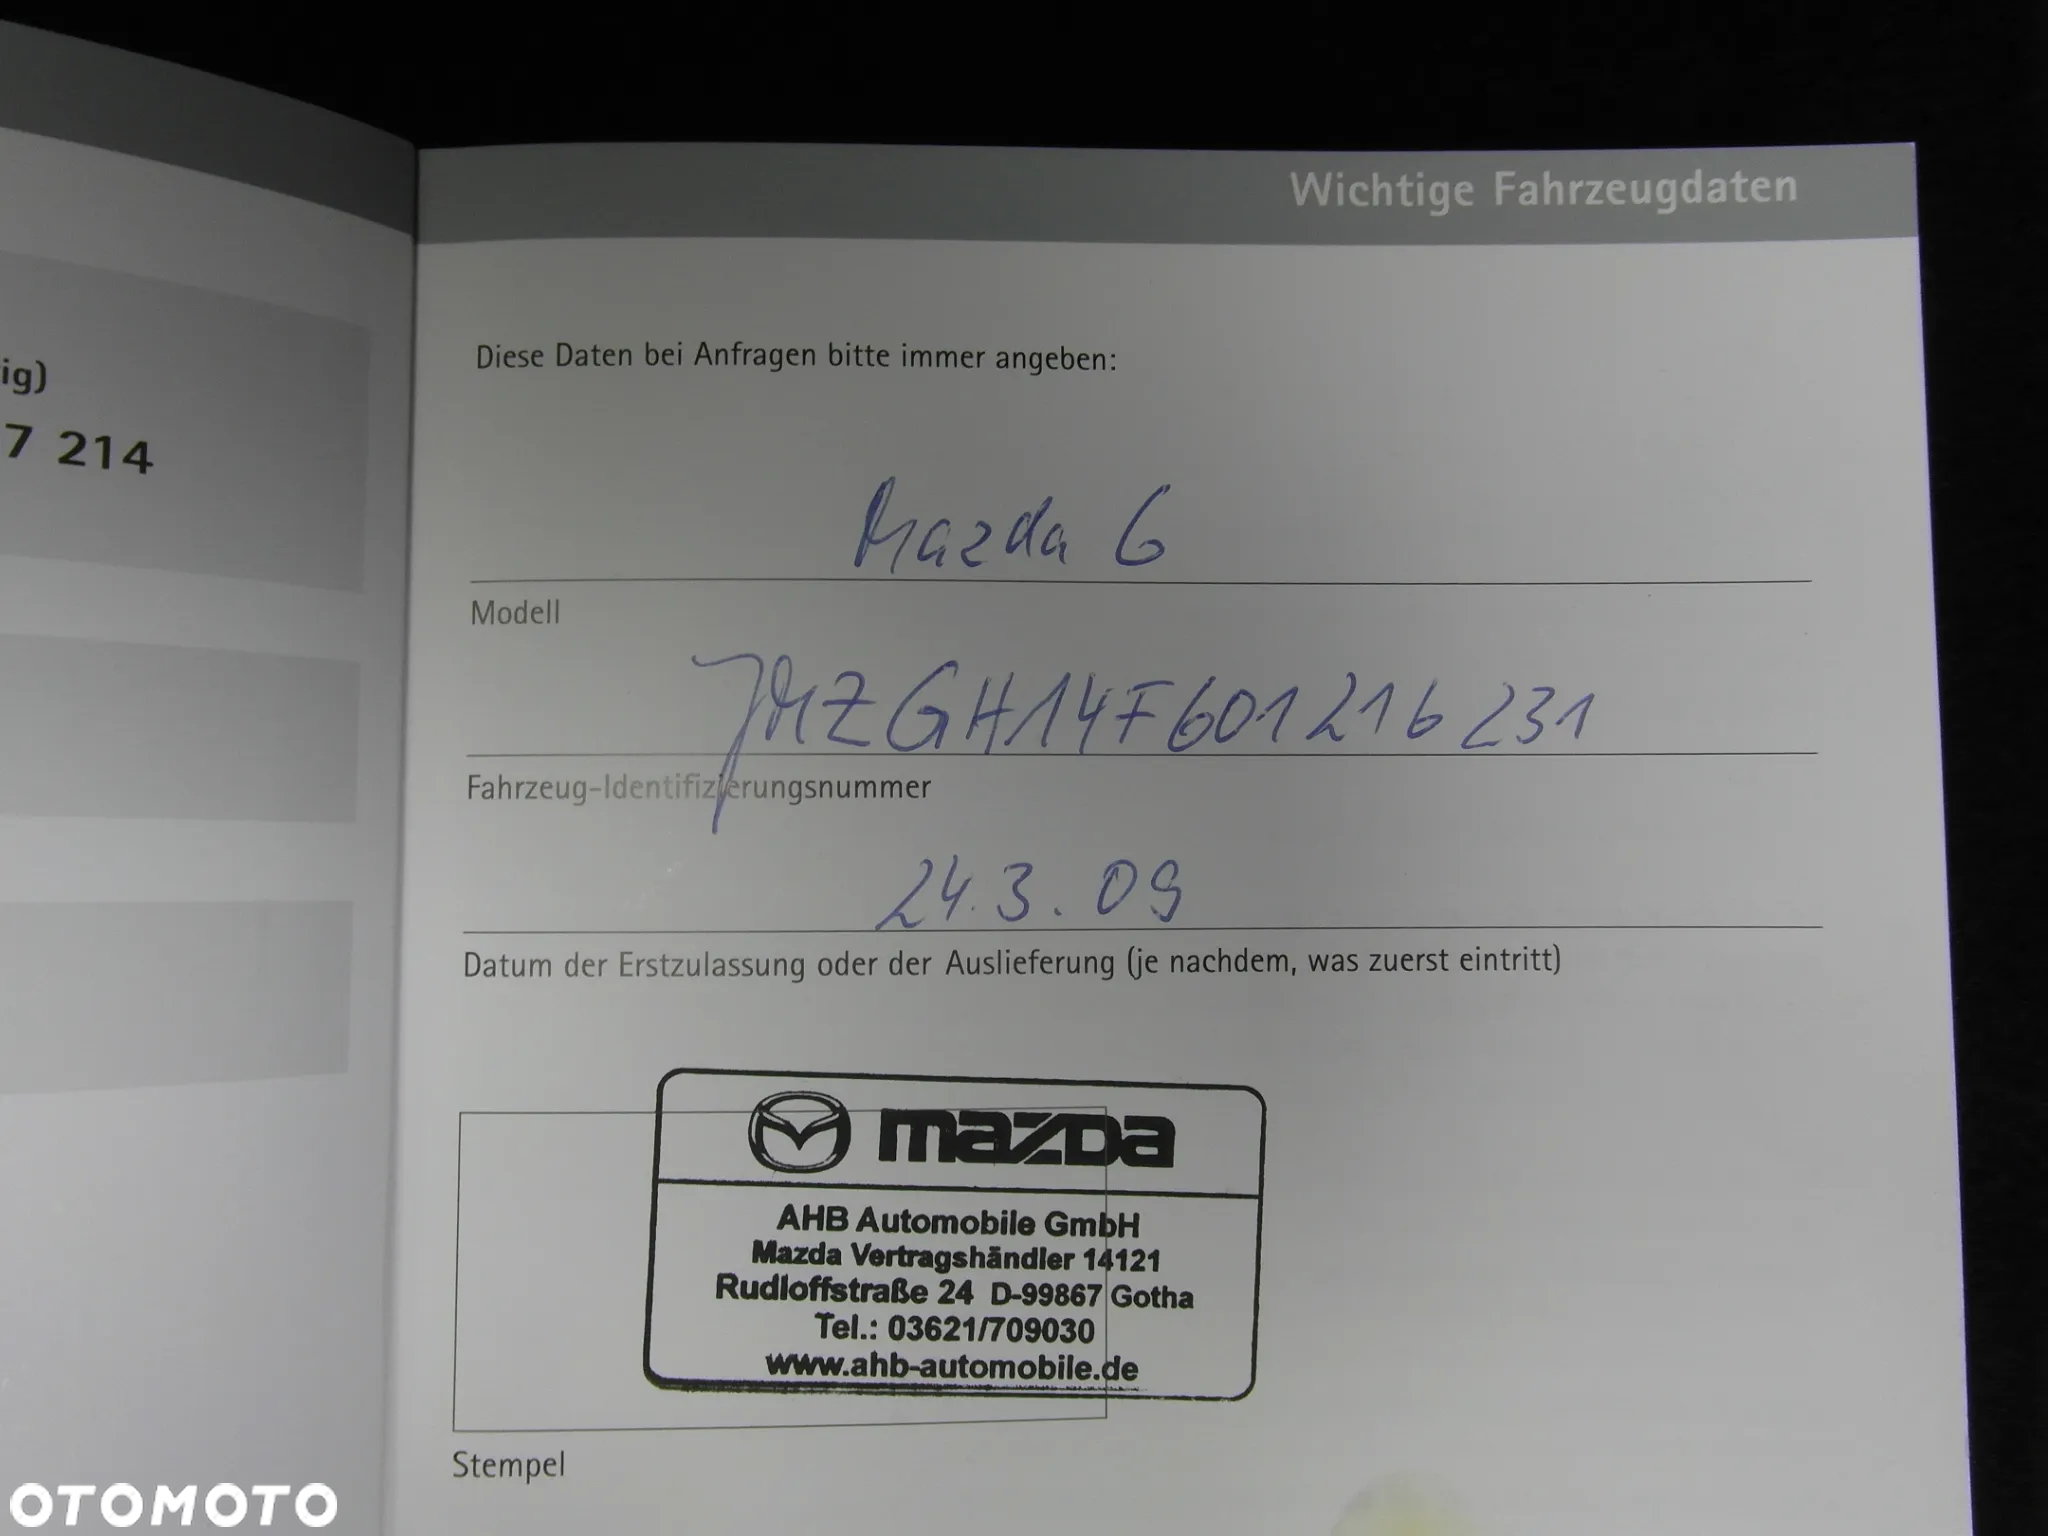 ig)
7 214
Wichtige Fahrzeugdaten
Diese Daten bei Anfragen bitte immer angeben:
Mazda 6
Modell
JMZGH14F601216231
Fahrzeug-Identifizierungsnummer
24.3.09
Datum der Erstzulassung oder der Auslieferung (je nachdem, was zuerst eintritt)
mazda
AHB Automobile GmbH
Mazda Vertragshändler 14121
Rudloffstraße 24 D-99867 Gotha
Tel.: 03621/709030
www.ahb-automobile.de
Stempel
OTOMOTO